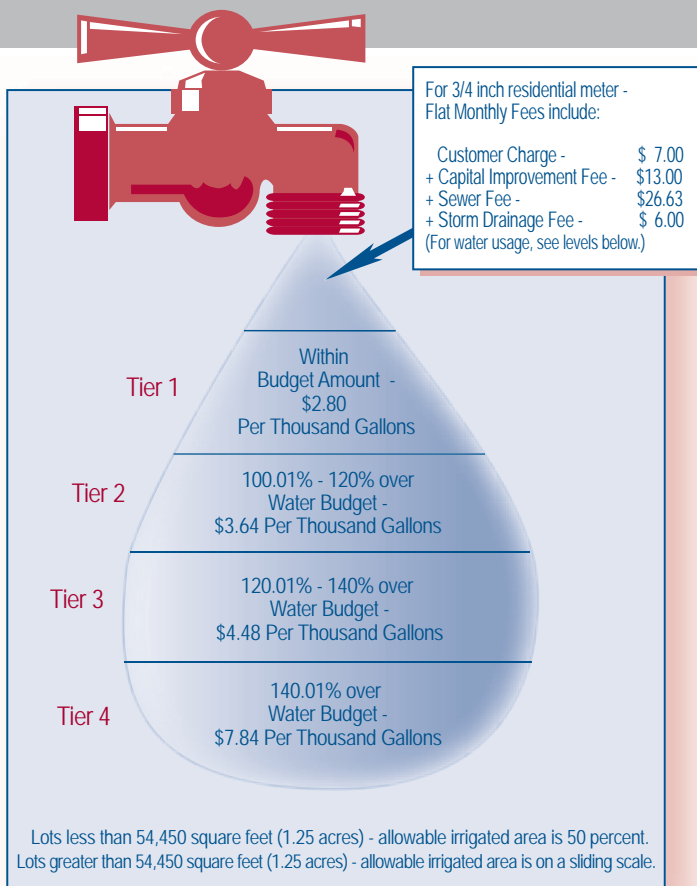 For 3/4 inch residential meter -
Flat Monthly Fees include:
Customer Charge - $ 7.00
+ Capital Improvement Fee - $13.00
+ Sewer Fee - $26.63
+ Storm Drainage Fee - $ 6.00
(For water usage, see levels below.)
Tier 1
Within
Budget Amount -
$2.80
Per Thousand Gallons
Tier 2
100.01% - 120% over
Water Budget -
$3.64 Per Thousand Gallons
Tier 3
120.01% - 140% over
Water Budget -
$4.48 Per Thousand Gallons
Tier 4
140.01% over
Water Budget -
$7.84 Per Thousand Gallons
Lots less than 54,450 square feet (1.25 acres) - allowable irrigated area is 50 percent.
Lots greater than 54,450 square feet (1.25 acres) - allowable irrigated area is on a sliding scale.